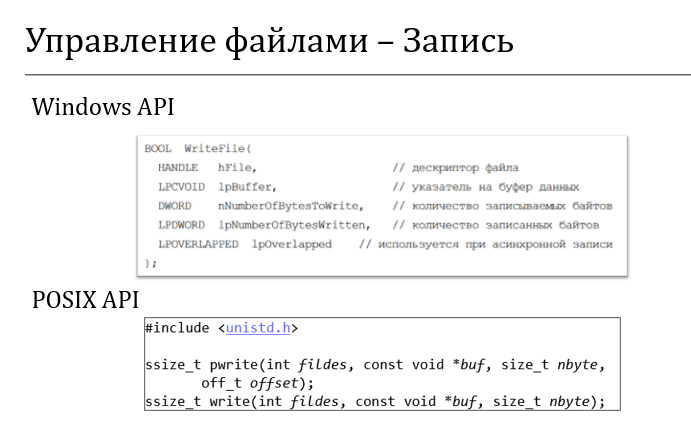 Управление файлами – Запись
Windows API
BOOL WriteFile(
HANDLE hFile, // дескриптор файла
LPCVOID lpBuffer, // указатель на буфер данных
DWORD nNumberOfBytesToWrite, // количество записываемых байтов
LPDWORD lpNumberOfBytesWritten, // количество записанных байтов
LPOVERLAPPED lpOverlapped // используется при асинхронной записи
);
POSIX API
#include <unistd.h>
ssize_t pwrite(int fildes, const void *buf, size_t nbyte,
off_t offset);
ssize_t write(int fildes, const void *buf, size_t nbyte);